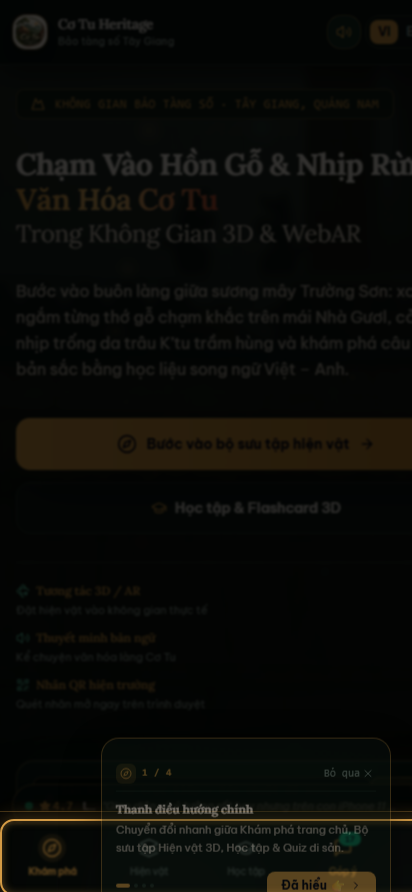 Cơ Tu Heritage
Bảo tàng số Tây Giang
VI
KHÔNG GIAN BẢO TÀNG SỐ - TÂY GIANG, QUẢNG NAM
Chạm Vào Hồn Gỗ & Nhịp
Văn Hóa Cơ Tu
Trong Không Gian 3D & WebAR
Bước vào buôn làng giữa sương mây Trường Sơn:
ngắm từng thớ gỗ chạm khắc trên mái Nhà Gươl,
nhịp trống da trâu K'tu trầm hùng và khám phá câu
bản sắc bằng học liệu song ngữ Việt – Anh.
Bước vào bộ sưu tập hiện vật →
Học tập & Flashcard 3D
Tương tác 3D / AR
Đặt hiện vật vào không gian thực tế
Thuyết minh bản ngữ
Kể chuyện văn hóa làng Cơ Tu
Nhãn QR hiện trường
Quét nhãn mở ngay trên trình duyệt
1 / 4
Bỏ qua ×
Thanh điều hướng chính
Chuyển đổi nhanh giữa Khám phá trang chủ, Bộ
sưu tập Hiện vật 3D, Học tập & Quiz di sản.
Đã hiểu
Khám phá
Hiện vật
Học tập